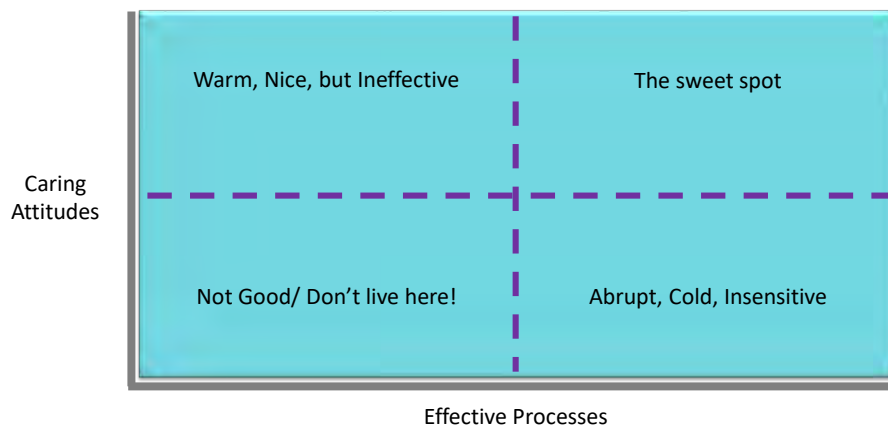 Warm, Nice, but Ineffective
The sweet spot
Caring
Attitudes
Not Good/ Don’t live here!
Abrupt, Cold, Insensitive
Effective Processes